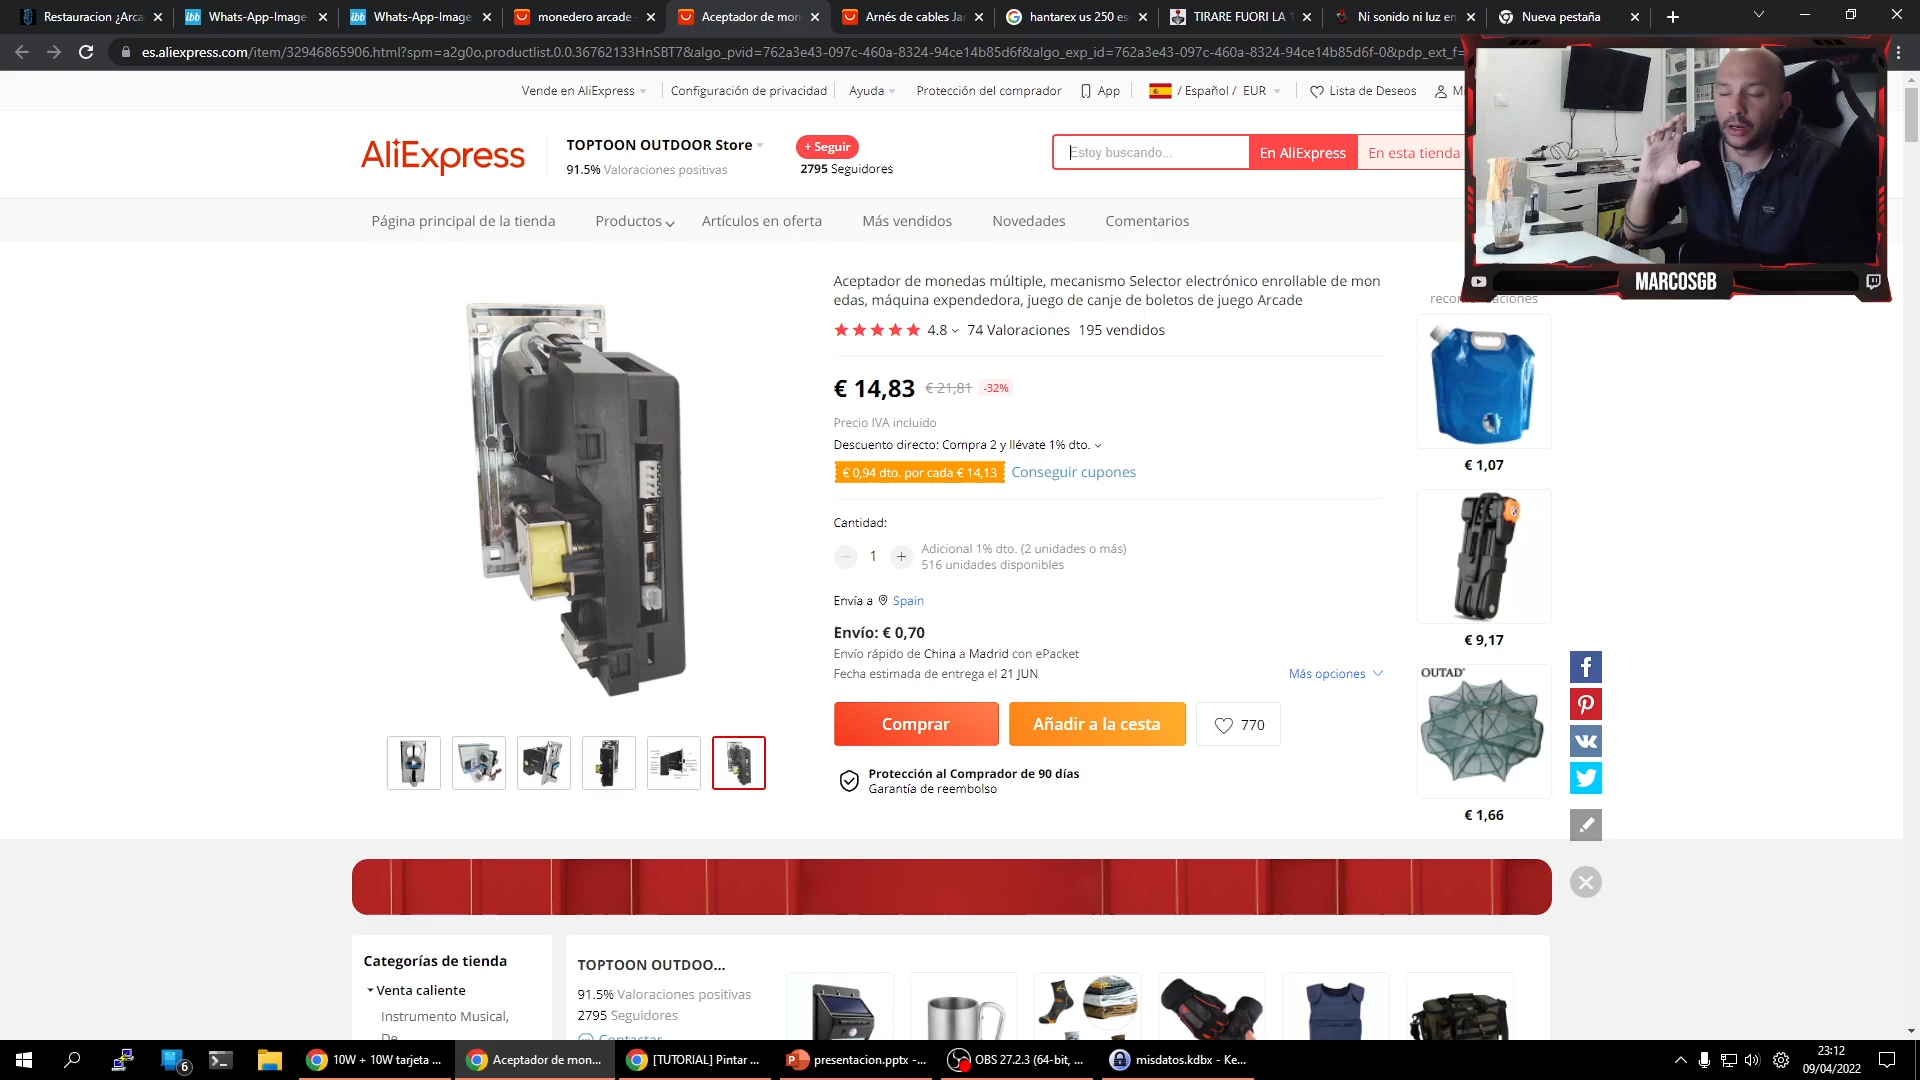 Restauracion ¿Arca
Whats-App-Image-
Whats-App-Image-
monedero arcade -
Aceptador de mon
Arnés de cables Ja
hantarex us 250 es
TIRARE FUORI LA T
Ni sonido ni luz en
Nueva pestaña
es.aliexpress.com/item/32946865906.html?spm=a2g0o.productlist.0.0.36762133HnSBT7&algo_pvid=762a3e43-097c-460a-8324-94ce14b85d6f&algo_exp_id=762a3e43-097c-460a-8324-94ce14b85d6f-0&pdp_ext_f=
Vende en AliExpress
Configuración de privacidad
Ayuda
Protección del comprador
App
/ Español / EUR
Lista de Deseos
AliExpress
TOPTOON OUTDOOR Store
91.5% Valoraciones positivas
+ Seguir
2795 Seguidores
Estoy buscando...
En AliExpress
En esta tienda
Página principal de la tienda
Productos
Artículos en oferta
Más vendidos
Novedades
Comentarios
MARCOSGB
Aceptador de monedas múltiple, mecanismo Selector electrónico enrollable de mon
edas, máquina expendedora, juego de canje de boletos de juego Arcade
4.8
74 Valoraciones
195 vendidos
€ 14,83
€ 21,81
-32%
Precio IVA incluido
Descuento directo: Compra 2 y llévate 1% dto.
€ 0,94 dto. por cada € 14,13
Conseguir cupones
Cantidad:
1
Adicional 1% dto. (2 unidades o más)
516 unidades disponibles
Envía a
Spain
Envío: € 0,70
Envío rápido de China a Madrid con ePacket
Fecha estimada de entrega el 21 JUN
Más opciones
Comprar
Añadir a la cesta
770
Protección al Comprador de 90 días
Garantía de reembolso
€ 1,07
€ 9,17
OUTAD
€ 1,66
Categorías de tienda
Venta caliente
Instrumento Musical,
De
TOPTOON OUTDOO...
91.5% Valoraciones positivas
2795 Seguidores
Contactar
6
10W + 10W tarjeta ...
Aceptador de mon...
[TUTORIAL] Pintar ...
presentacion.pptx -...
OBS 27.2.3 (64-bit, ...
misdatos.kdbx - Ke...
23:12
09/04/2022